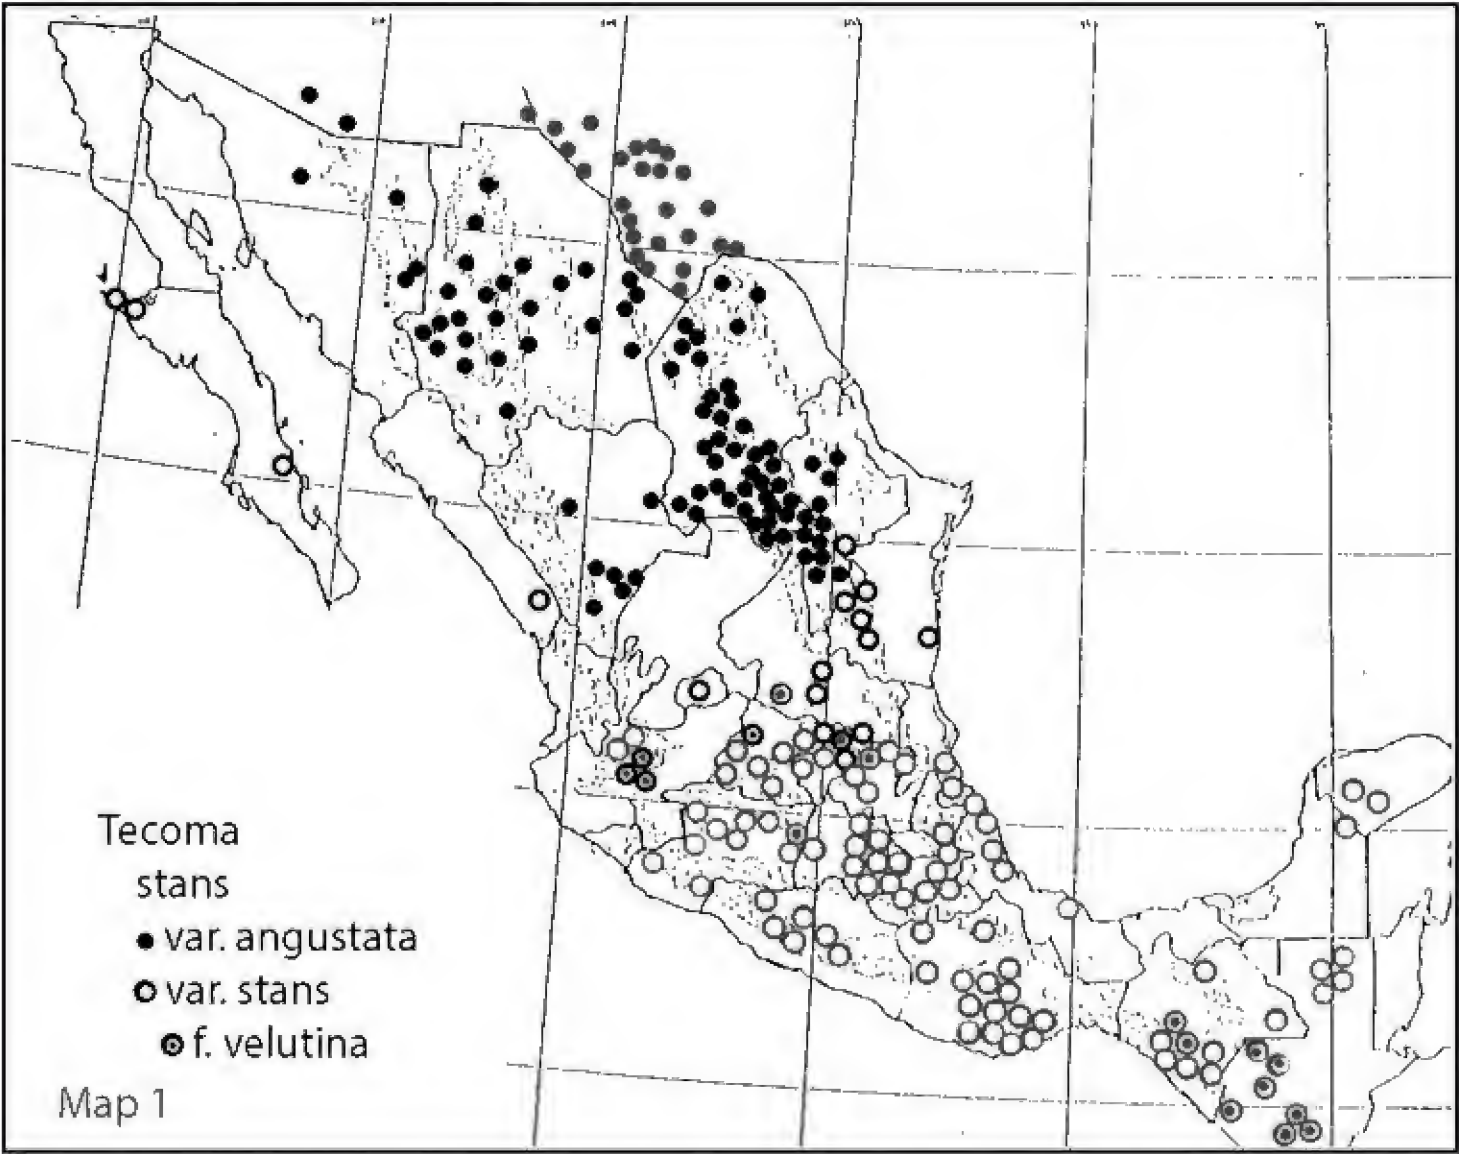 Tecoma
stans
var. angustata
var. stans
f. velutina
Map 1